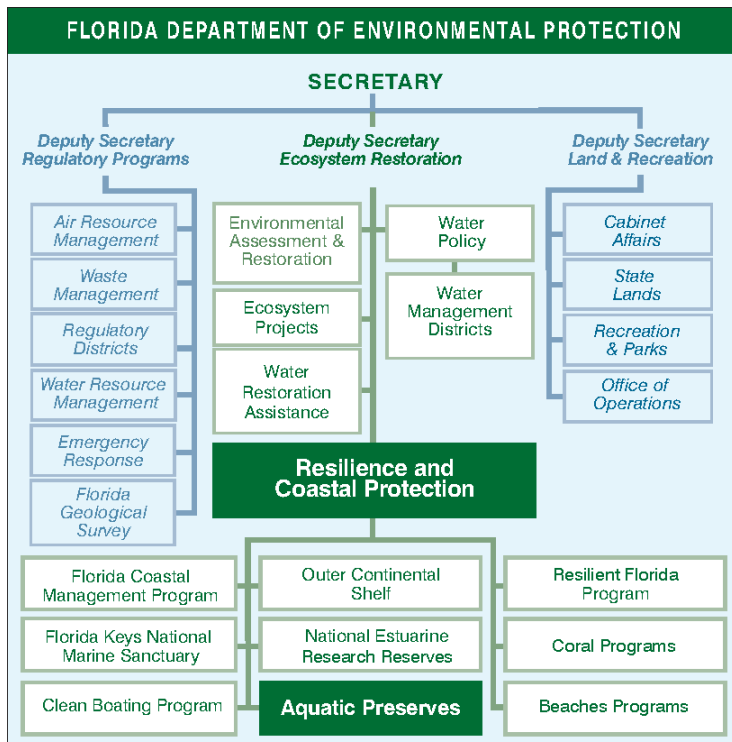 FLORIDA DEPARTMENT OF ENVIRONMENTAL PROTECTION
SECRETARY
Deputy Secretary
Regulatory Programs
Deputy Secretary
Ecosystem Restoration
Deputy Secretary
Land & Recreation
Air Resource
Management
Waste
Management
Regulatory
Districts
Water Resource
Management
Emergency
Response
Florida
Geological
Survey
Environmental
Assessment &
Restoration
Ecosystem
Projects
Water
Restoration
Assistance
Water
Policy
Water
Management
Districts
Cabinet
Affairs
State
Lands
Recreation
& Parks
Office of
Operations
Resilience and
Coastal Protection
Florida Coastal
Management Program
Outer Continental
Shelf
Resilient Florida
Program
Florida Keys National
Marine Sanctuary
National Estuarine
Research Reserves
Coral Programs
Clean Boating Program
Aquatic Preserves
Beaches Programs